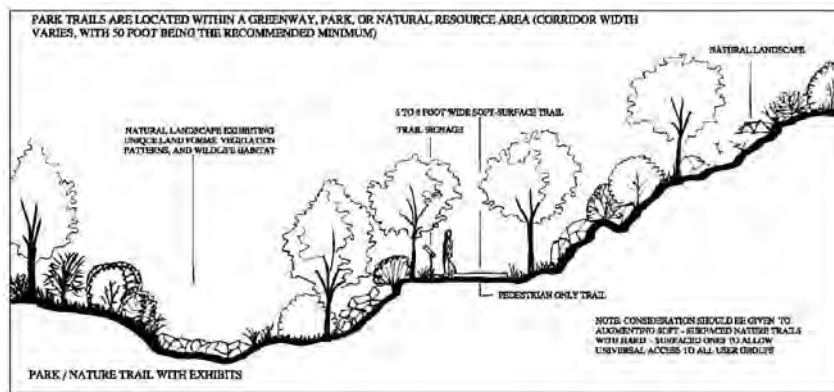 PARK TRAILS ARE LOCATED WITHIN A GREENWAY, PARK, OR NATURAL RESOURCE AREA (CORRIDOR WIDTH
VARIES, WITH 50 FOOT BEING THE RECOMMENDED MINIMUM)
NATURAL LANDSCAPE
FOOT WIDE SOFT-SURFACE TRAIL
TRAIL SIGNAGE
NATURAL LANDSCAPE EXHIBITING
UNIQUE LAND FORMS, VEGETATION
PATTERNS, AND WILDLIFE HABITAT
PEDESTRIAN ONLY TRAIL
NOTE: CONSIDERATION SHOULD BE GIVEN TO
AUGMENTING SOFT - SURFACED NATURE TRAILS
WITH HARD - SURFACED ONES TO ALLOW
UNIVERSAL ACCESS TO ALL USER GROUPS
PARK / NATURE TRAIL WITH EXHIBITS